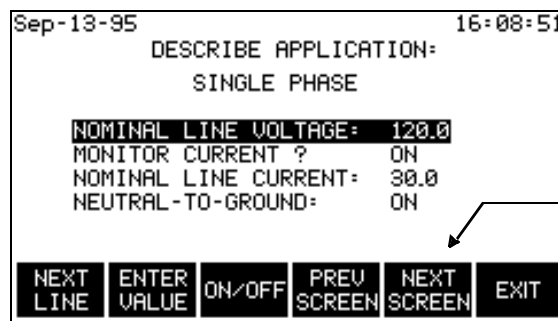 Sep-13-95 16:08:51
DESCRIBE APPLICATION:
SINGLE PHASE
NOMINAL LINE VOLTAGE: 120.0
MONITOR CURRENT ? ON
NOMINAL LINE CURRENT: 30.0
NEUTRAL-TO-GROUND: ON
NEXT LINE
ENTER VALUE
ON/OFF
PREV SCREEN
NEXT SCREEN
EXIT